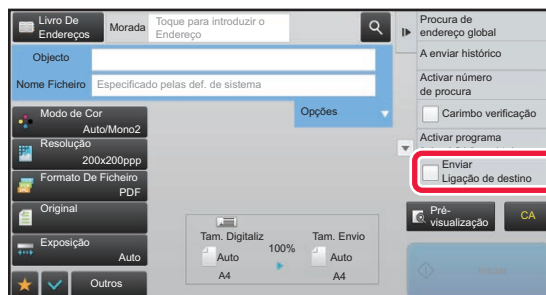 Livro De
Endereços
Morada
Toque para introduzir o
Endereço
Objecto
Nome Ficheiro
Especificado pelas def. de sistema
Opções
Modo de Cor
Auto/Mono2
Resolução
200x200ppp
Formato De Ficheiro
PDF
Original
Exposição
Auto
Outros
Tam. Digitaliz
100%
Tam. Envio
Auto
A4
Auto
A4
Procura de
endereço global
A enviar histórico
Activar número
de procura
Carimbo verificação
Activar programa
Enviar
Ligação de destino
Pré-
visualização
CA
Iniciar